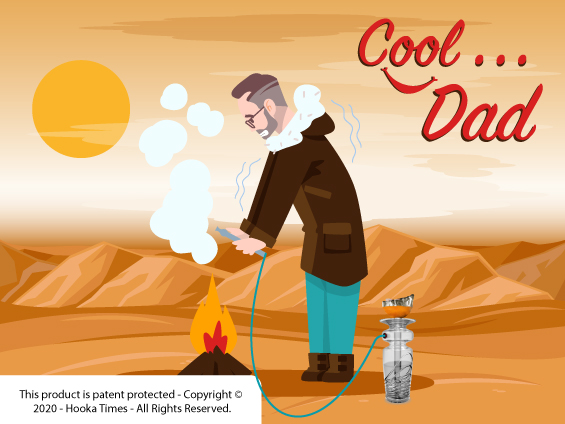 Cool ...
Dad
This product is patent protected - Copyright ©
2020 - Hooka Times - All Rights Reserved.